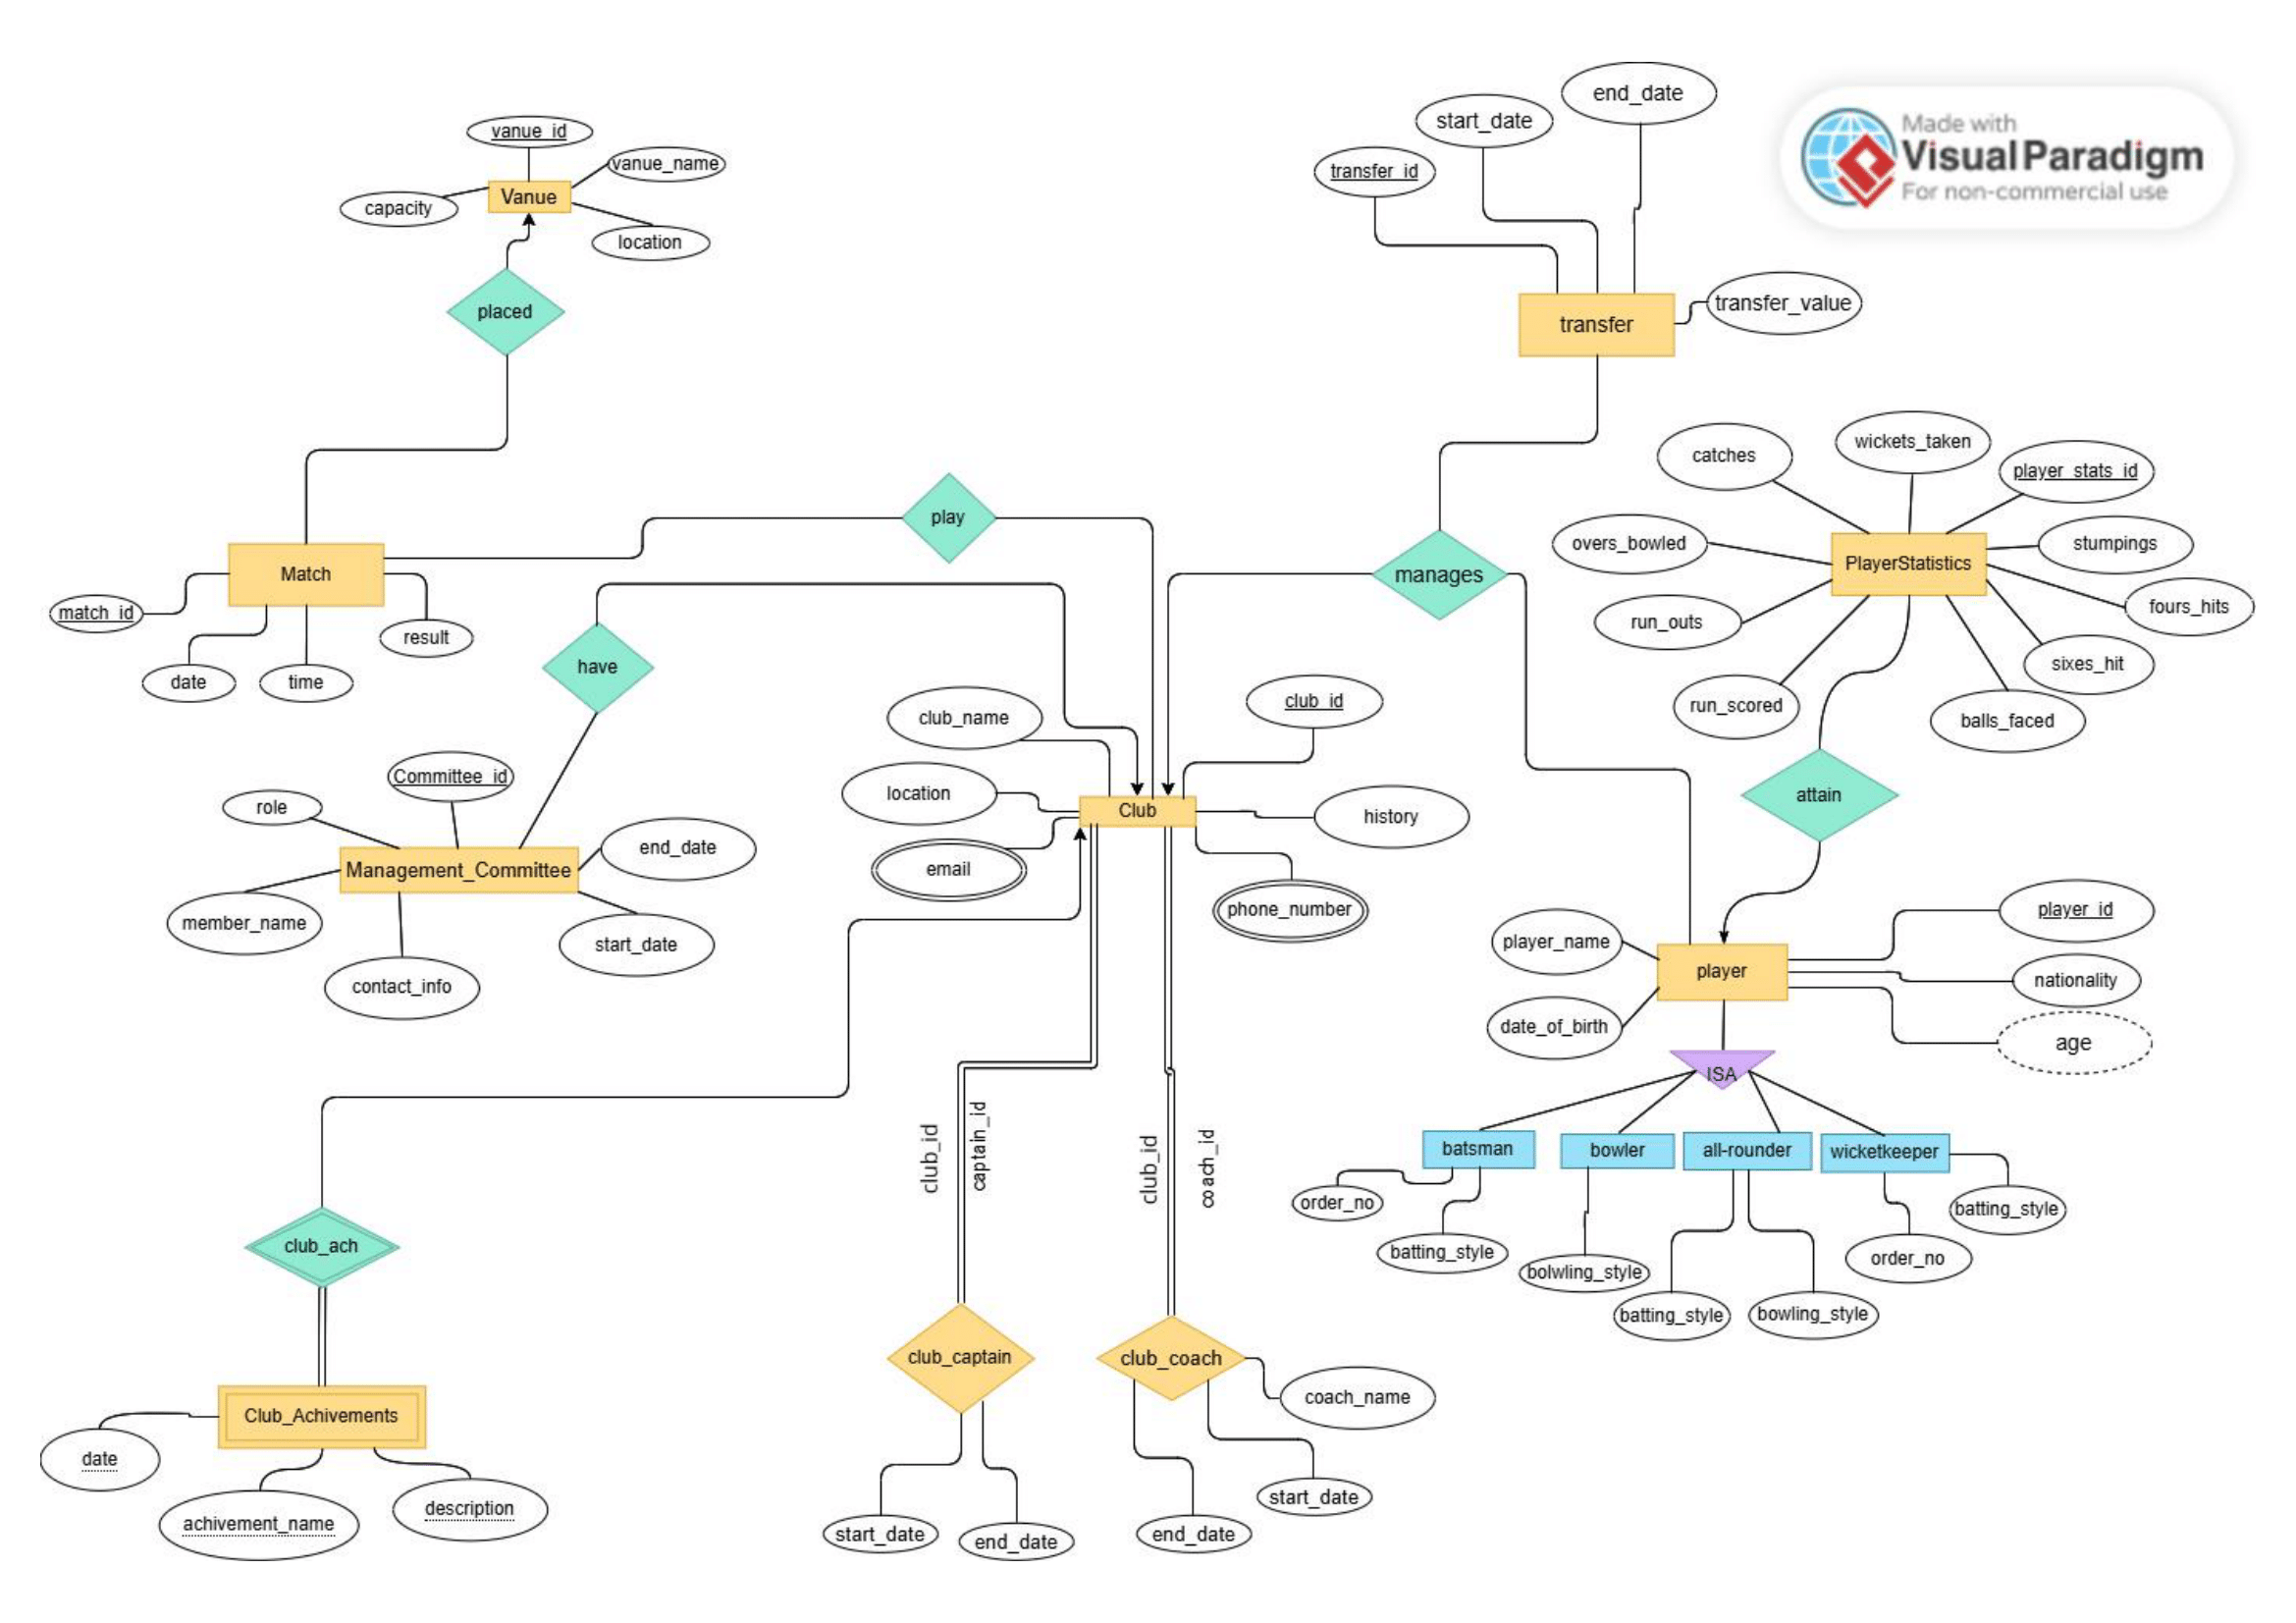 end_date
start_date
transfer_id
Made with
Visual Paradigm
For non-commercial use
vanue_id
vanue_name
Vanue
capacity
location
placed
transfer_value
transfer
wickets_taken
catches
player_stats_id
play
overs_bowled
stumpings
PlayerStatistics
manages
Match
match_id
fours_hits
result
run_outs
have
sixes_hit
date
time
club_name
club_id
run_scored
balls_faced
Committee_id
role
location
attain
Club
history
end_date
Management_Committee
email
phone_number
player_id
member_name
start_date
player_name
player
nationality
contact_info
date_of_birth
age
ISA
club_id
captain_id
club_id
coach_id
batsman
bowler
all-rounder
wicketkeeper
order_no
batting_style
batting_style
bolwling_style
order_no
batting_style
bowling_style
club_ach
club_captain
club_coach
coach_name
Club_Achivements
date
achivement_name
description
start_date
end_date
end_date
start_date